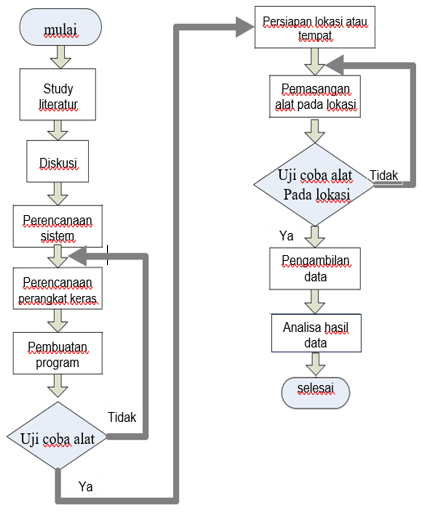 mulai
Study
literatur
Diskusi
Perencanaan
sistem
Perencanaan
perangkat keras
Pembuatan
program
Uji coba alat
Tidak
Ya
Persiapan lokasi atau
tempat
Pemasangan
alat pada lokasi
Uji coba alat
Pada lokasi
Tidak
Ya
Pengambilan
data
Analisa hasil
data
selesai